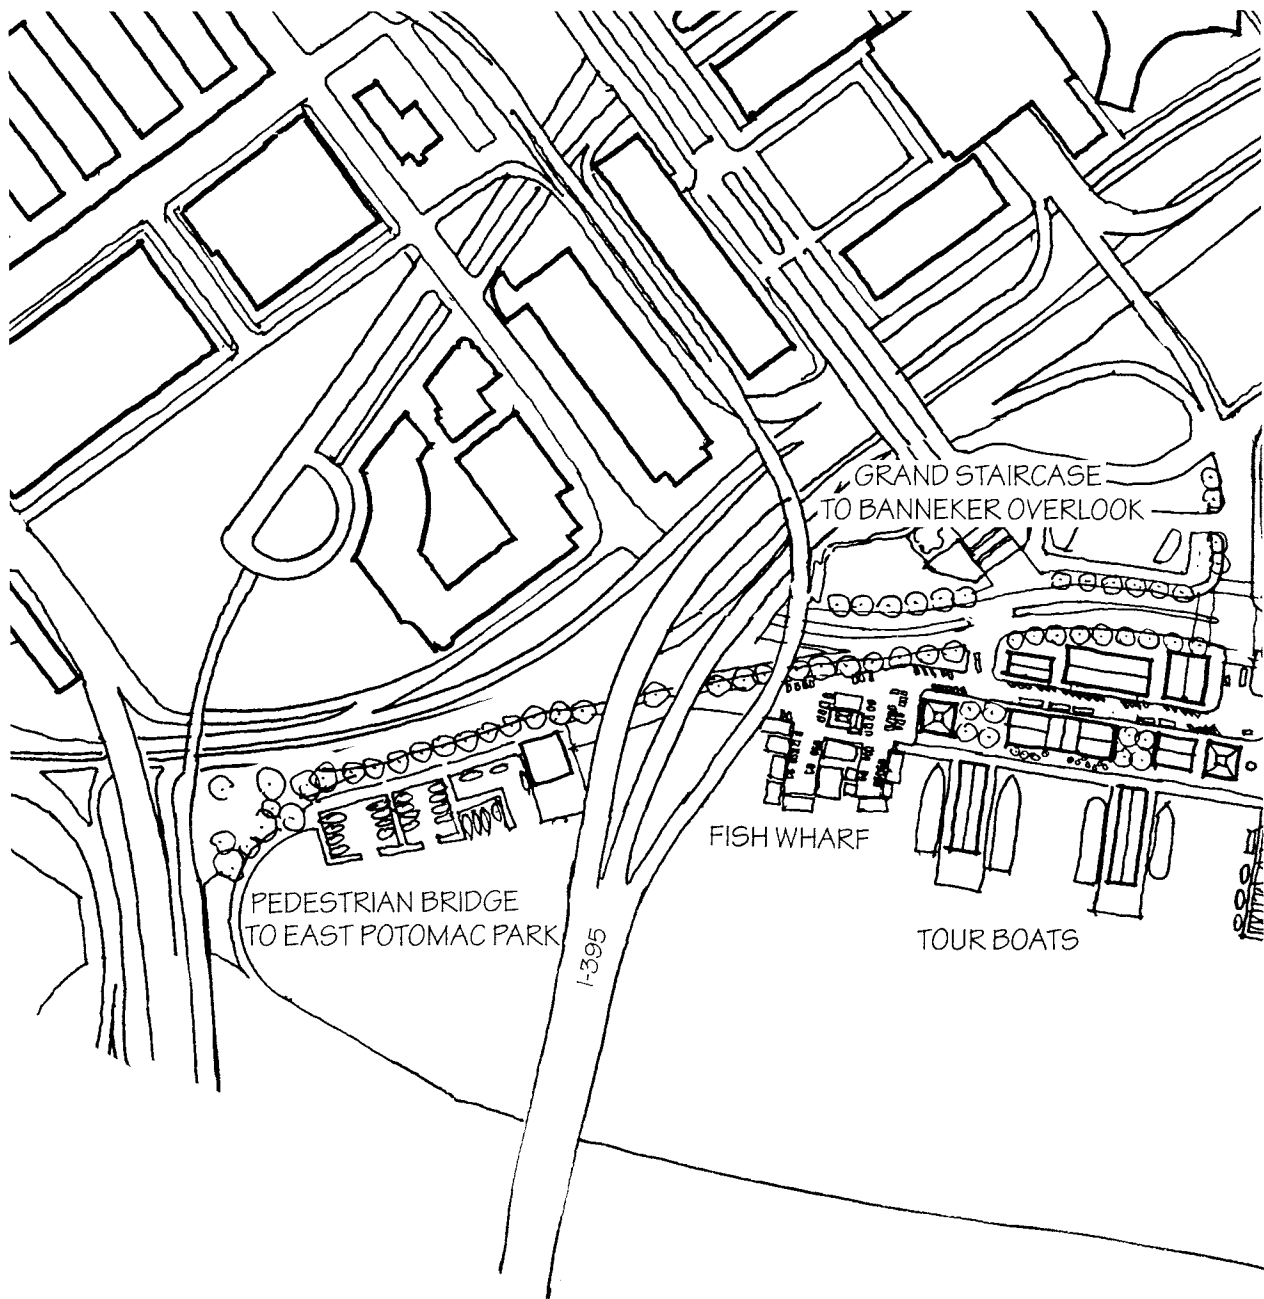 GRAND STAIRCASE
TO BANNEKER OVERLOOK
FISH WHARF
PEDESTRIAN BRIDGE
TO EAST POTOMAC PARK
TOUR BOATS
I-395